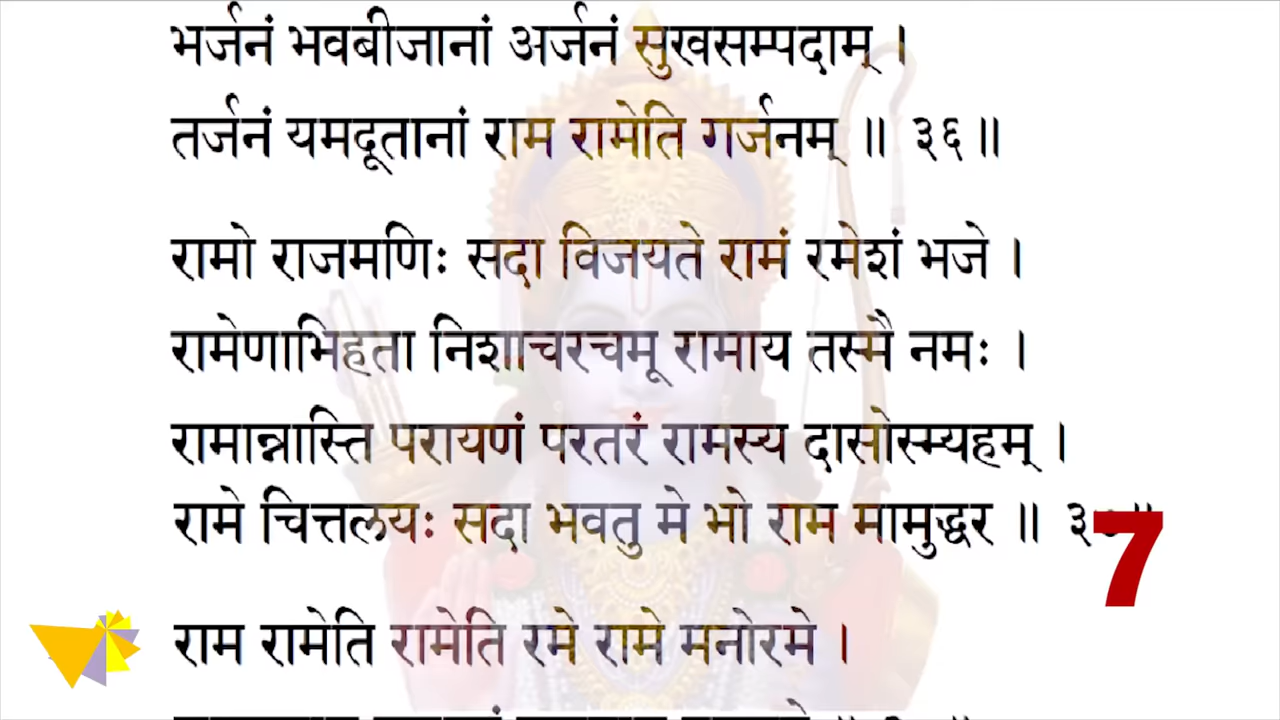 भर्जनं भवबीजानां अर्जनं सुखसम्पदाम् ।
तर्जनं यमदूतानां राम रामेति गर्जनम् ॥ ३६॥
रामो राजमणिः सदा विजयते रामं रमेशं भजे ।
रामेणाभिहता निशाचरचमू रामाय तस्मै नमः ।
रामान्नास्ति परायणं परतरं रामस्य दासोस्म्यहम् ।
रामे चित्तलयः सदा भवतु मे भो राम मामुद्धर ॥
7
राम रामेति रामेति रमे रामे मनोरमे ।